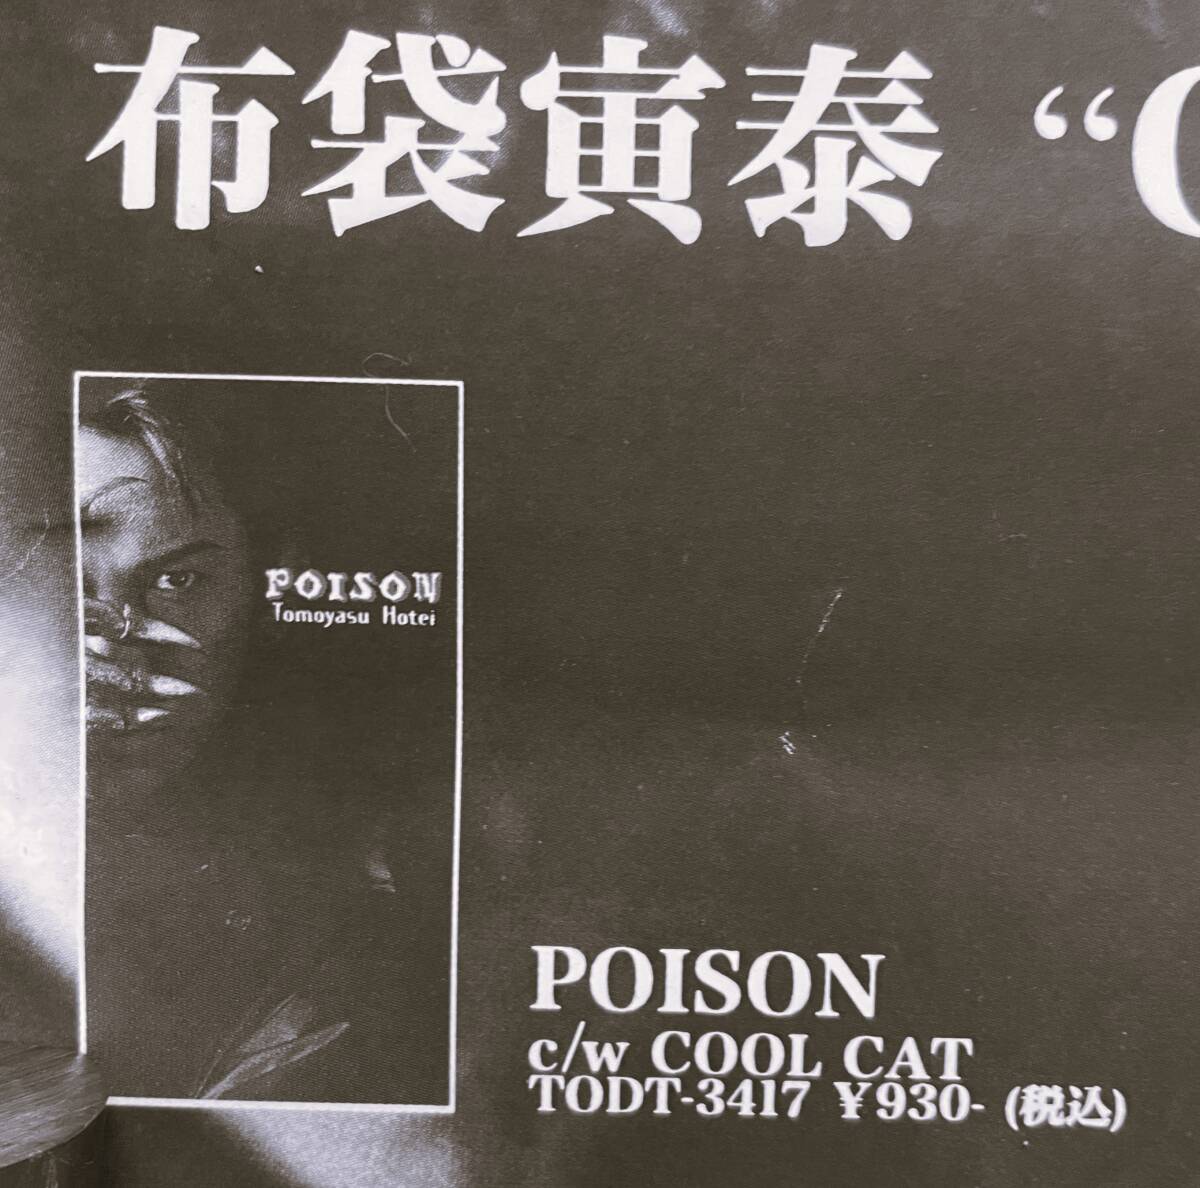 布袋寅泰 “
POISON
Tomoyasu Hotei
POISON
c/w COOL CAT
TODT-3417 ¥930- (税込)